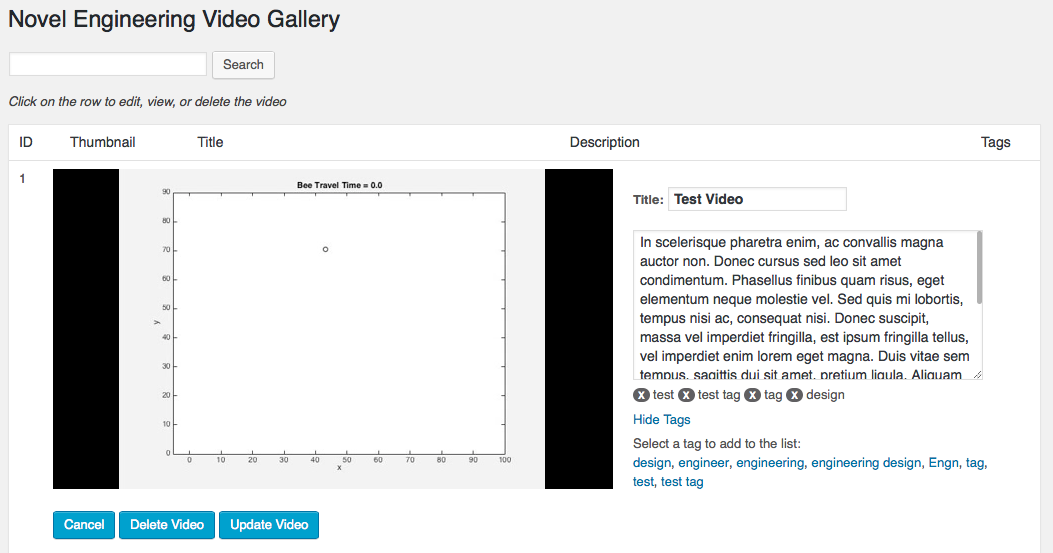 Novel Engineering Video Gallery
Search
Click on the row to edit, view, or delete the video
ID Thumbnail Title Description Tags
1
Bee Travel Time = 0.0
90
80
70
60
50
40
30
20
10
0
y
0 10 20 30 40 50 60 70 80 90 100
x
Title: Test Video
In scelerisque pharetra enim, ac convallis magna
auctor non. Donec cursus sed leo sit amet
condimentum. Phasellus finibus quam risus, eget
elementum neque molestie vel. Sed quis mi lobortis,
tempus nisi ac, consequat nisi. Donec suscipit,
massa vel imperdiet fringilla, est ipsum fringilla tellus,
vel imperdiet enim lorem eget magna. Duis vitae sem
tempus, sagittis dui sit amet, pretium ligula. Aliquam
X test X test tag X tag X design
Hide Tags
Select a tag to add to the list:
design, engineer, engineering, engineering design, Engn, tag,
test, test tag
Cancel Delete Video Update Video